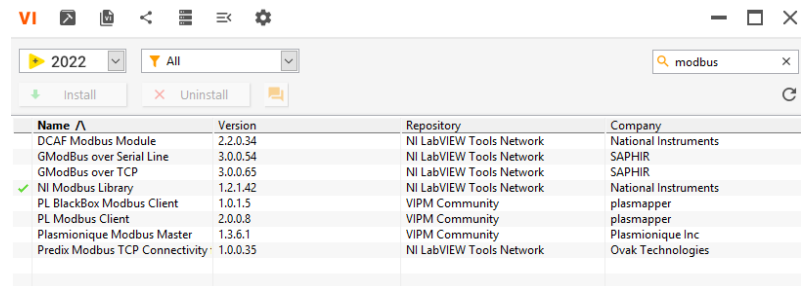 VI
2022 All modbus
Install Uninstall
Name /\ Version Repository Company
DCAF Modbus Module 2.2.0.34 NI LabVIEW Tools Network National Instruments
GModBus over Serial Line 3.0.0.54 NI LabVIEW Tools Network SAPHIR
GModBus over TCP 3.0.0.65 NI LabVIEW Tools Network SAPHIR
NI Modbus Library 1.2.1.42 NI LabVIEW Tools Network National Instruments
PL BlackBox Modbus Client 1.0.1.5 VIPM Community plasmapper
PL Modbus Client 2.0.0.8 VIPM Community plasmapper
Plasmionique Modbus Master 1.3.6.1 VIPM Community Plasmionique Inc
Predix Modbus TCP Connectivity 1.0.0.35 NI LabVIEW Tools Network Ovak Technologies